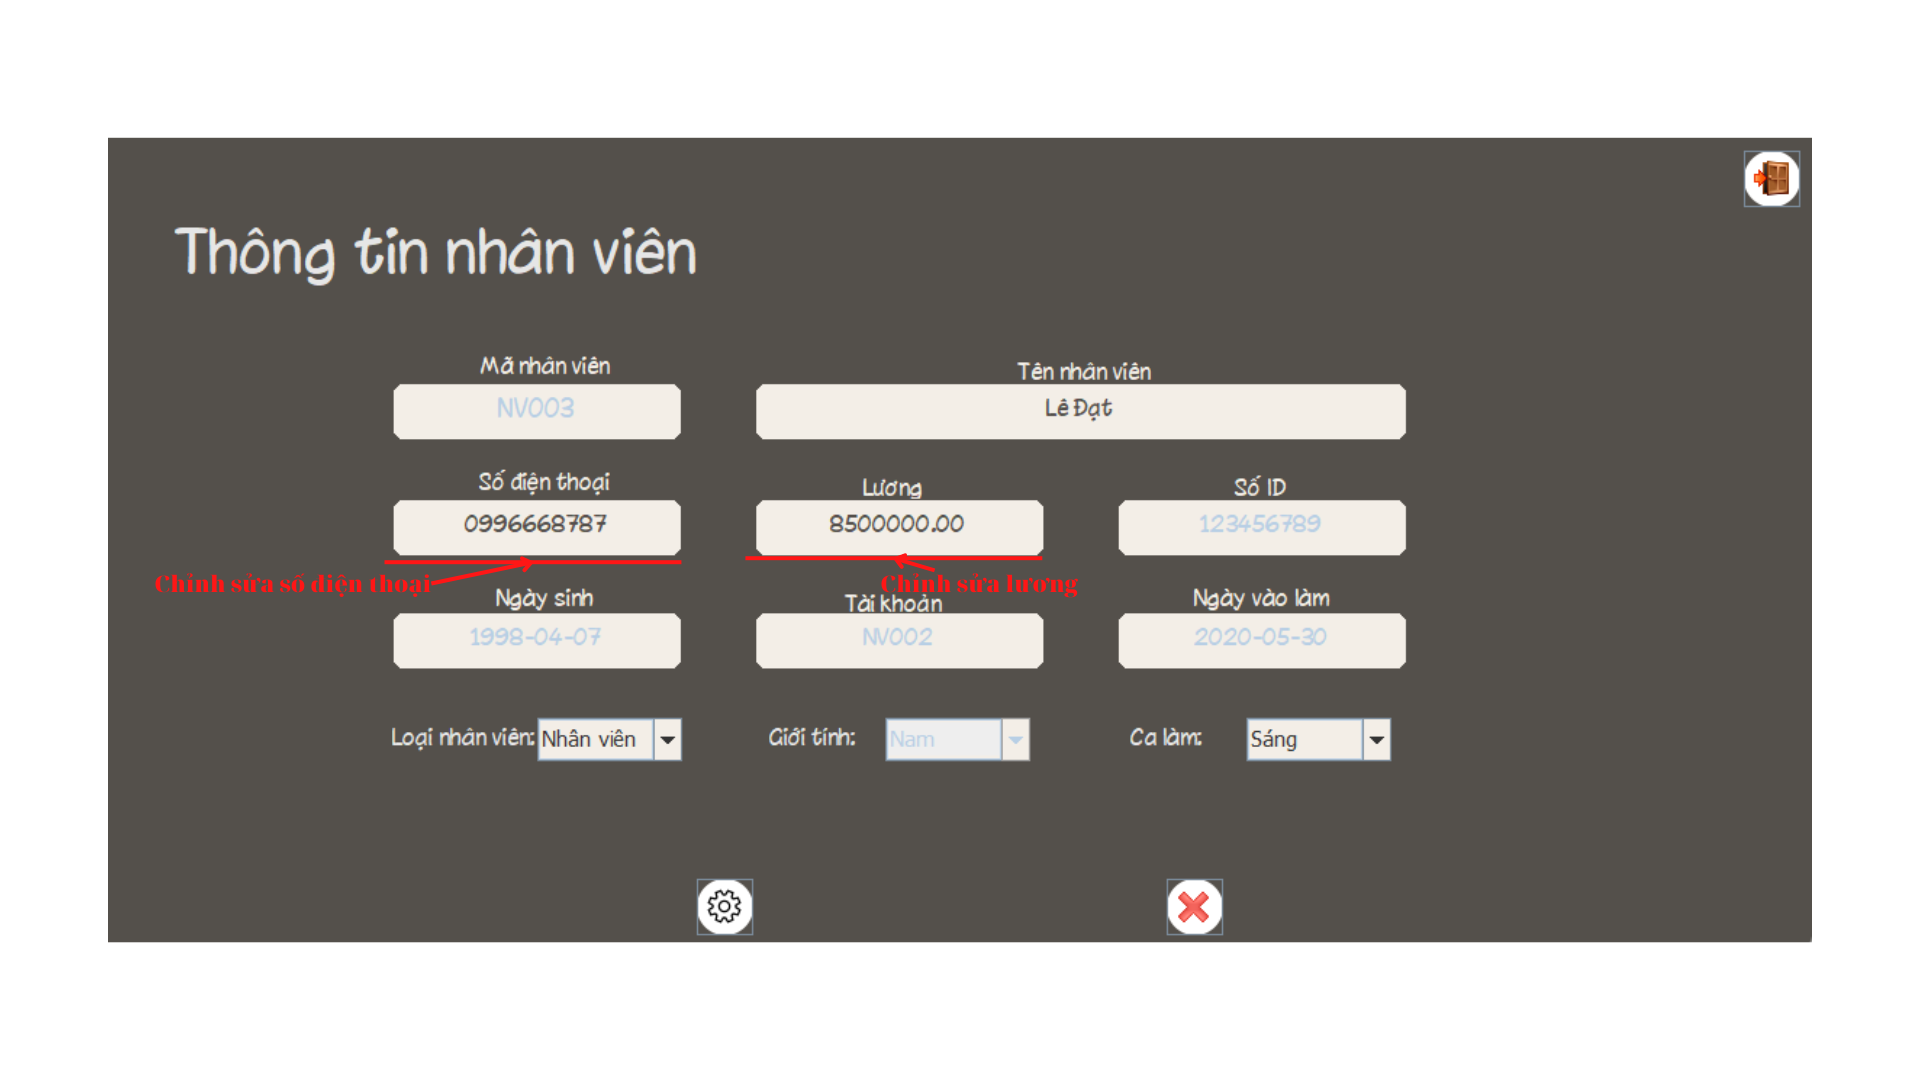 Thông tin nhân viên
Mã nhân viên
Tên nhân viên
NV003
Lê Đạt
Số điện thoại
Lương
Số ID
0996668787
8500000.00
123456789
Chỉnh sửa số điện thoại
Chỉnh sửa lương
Ngày sinh
Tài khoản
Ngày vào làm
1998-04-07
NV002
2020-05-30
Loại nhân viên: Nhân viên
Giới tính: Nam
Ca làm: Sáng